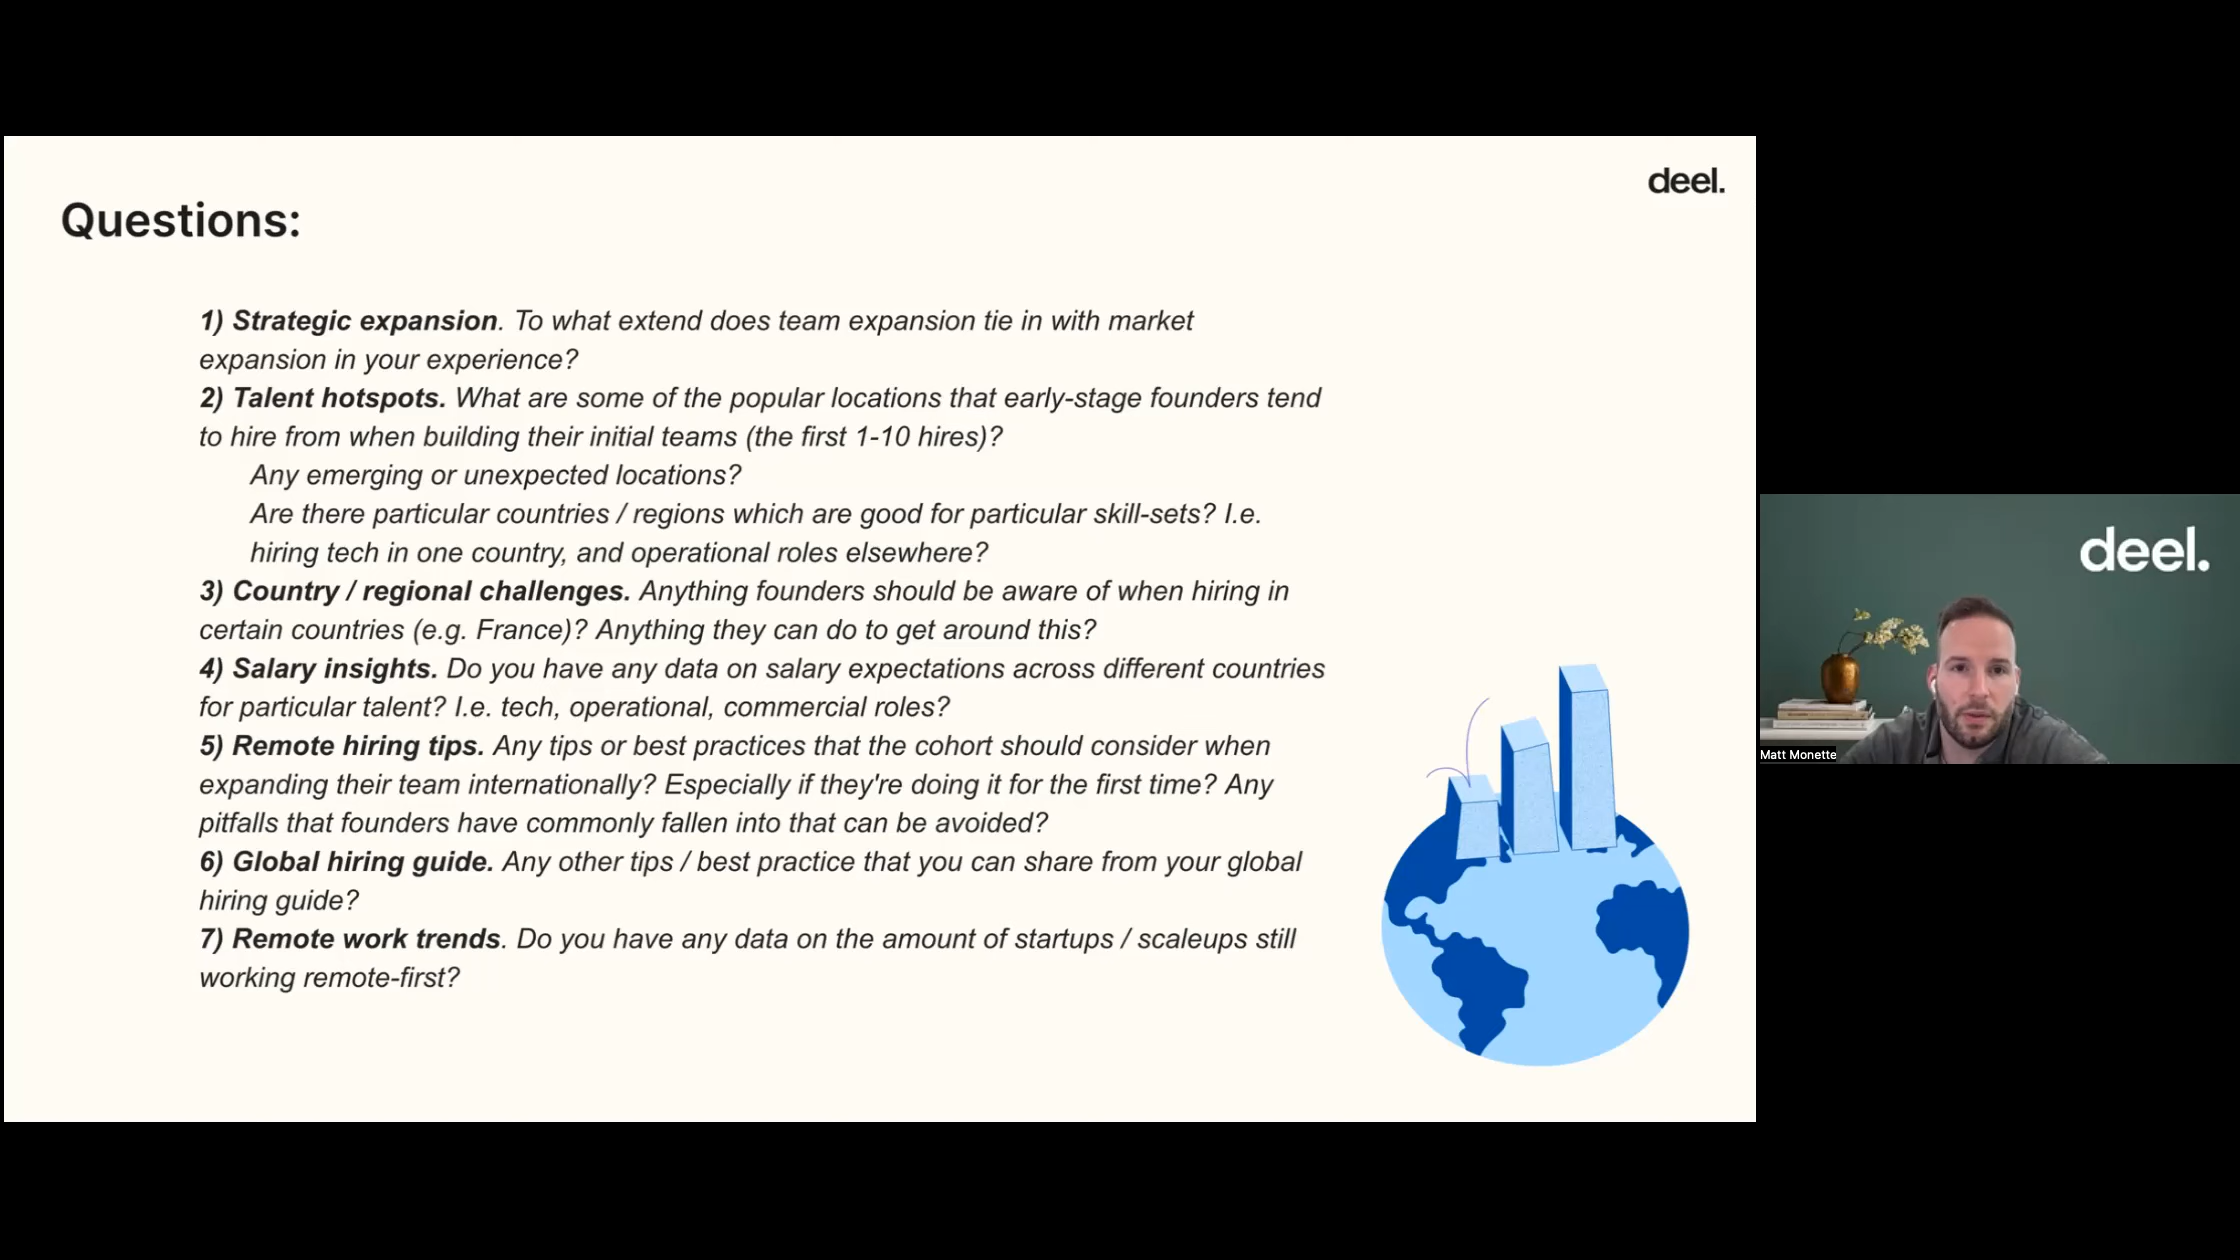 deel.
Questions:
1) Strategic expansion. To what extend does team expansion tie in with market
expansion in your experience?
2) Talent hotspots. What are some of the popular locations that early-stage founders tend
to hire from when building their initial teams (the first 1-10 hires)?
Any emerging or unexpected locations?
Are there particular countries / regions which are good for particular skill-sets? I.e.
hiring tech in one country, and operational roles elsewhere?
3) Country / regional challenges. Anything founders should be aware of when hiring in
certain countries (e.g. France)? Anything they can do to get around this?
4) Salary insights. Do you have any data on salary expectations across different countries
for particular talent? I.e. tech, operational, commercial roles?
5) Remote hiring tips. Any tips or best practices that the cohort should consider when
expanding their team internationally? Especially if they're doing it for the first time? Any
pitfalls that founders have commonly fallen into that can be avoided?
6) Global hiring guide. Any other tips / best practice that you can share from your global
hiring guide?
7) Remote work trends. Do you have any data on the amount of startups / scaleups still
working remote-first?
deel.
Matt Monette